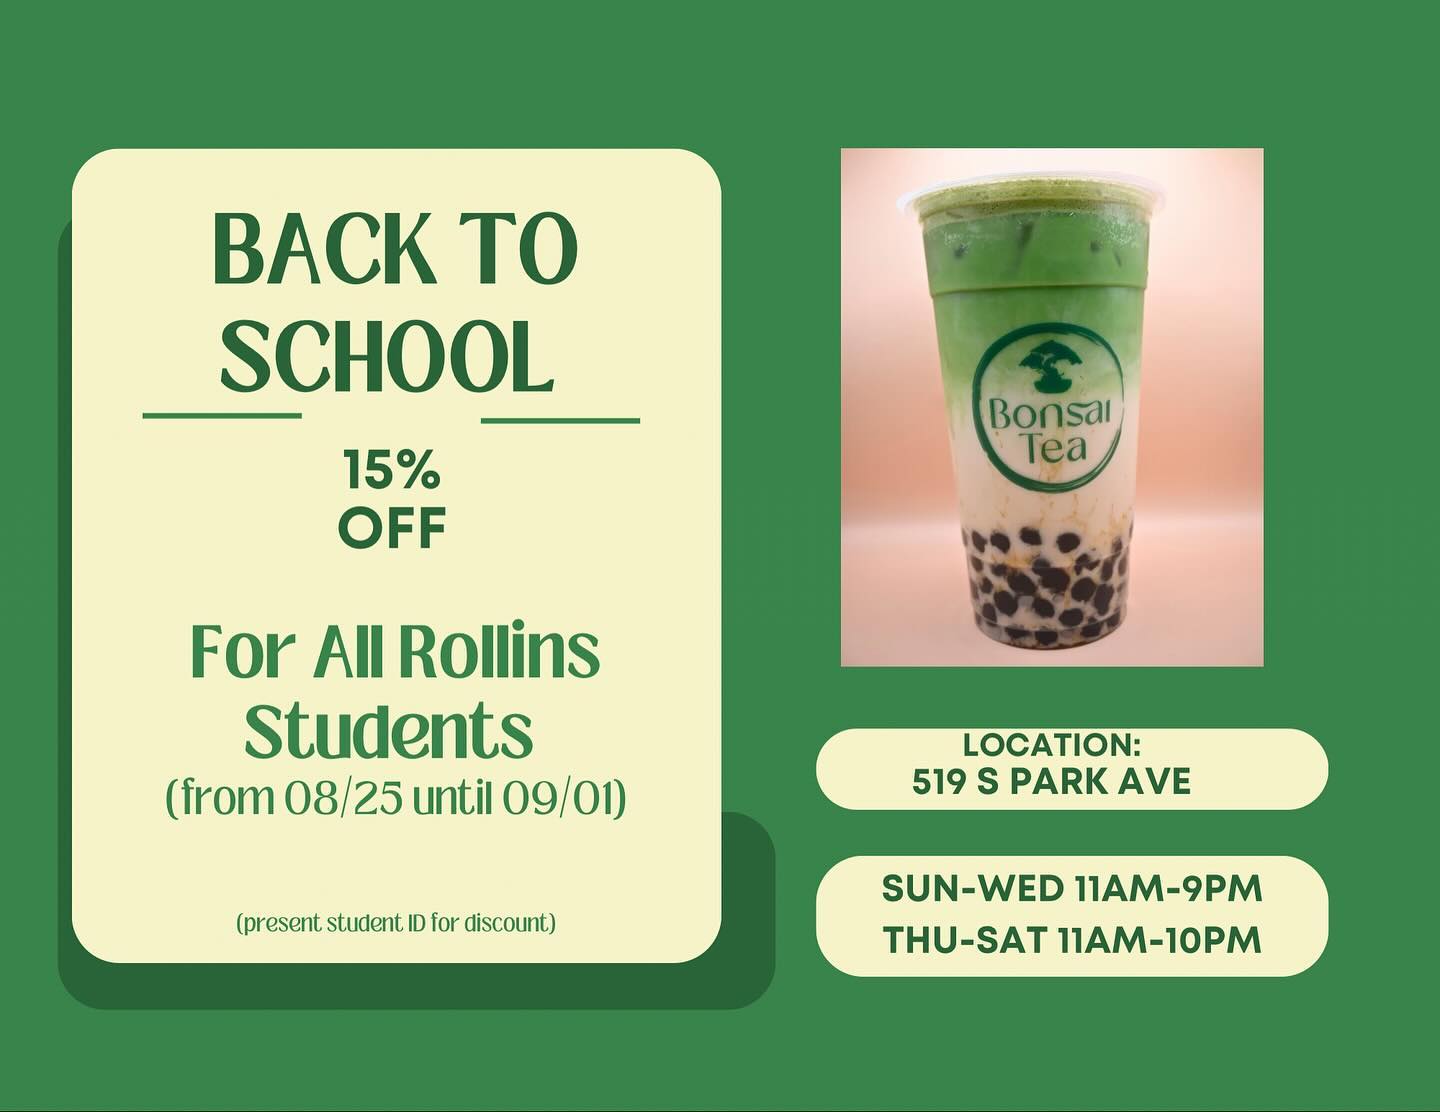 BACK TO
SCHOOL
15%
OFF
For All Rollins
Students
(from 08/25 until 09/01)
(present student ID for discount)
Bonsai
Tea
LOCATION:
519 S PARK AVE
SUN-WED 11AM-9PM
THU-SAT 11AM-10PM